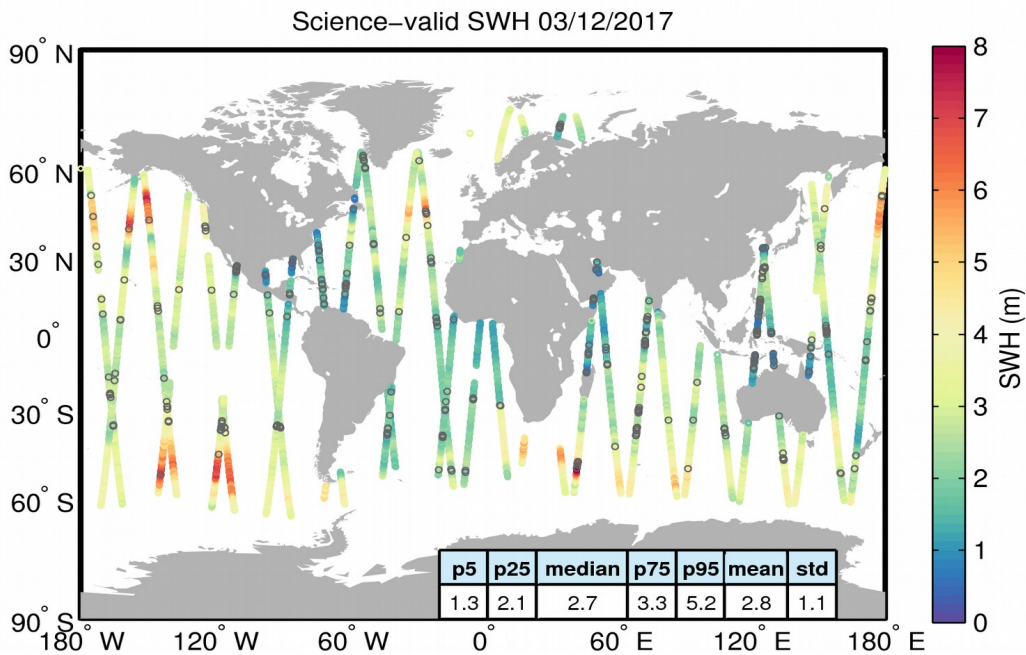 Science–valid SWH 03/12/2017
90° N
60° N
30° N
0°
30° S
60° S
90° S
180° W
120° W
60° W
0°
60° E
120° E
180° E
p5 p25 median p75 p95 mean std
1.3 2.1 2.7 3.3 5.2 2.8 1.1
8
7
6
5
4
3
2
1
0
SWH (m)